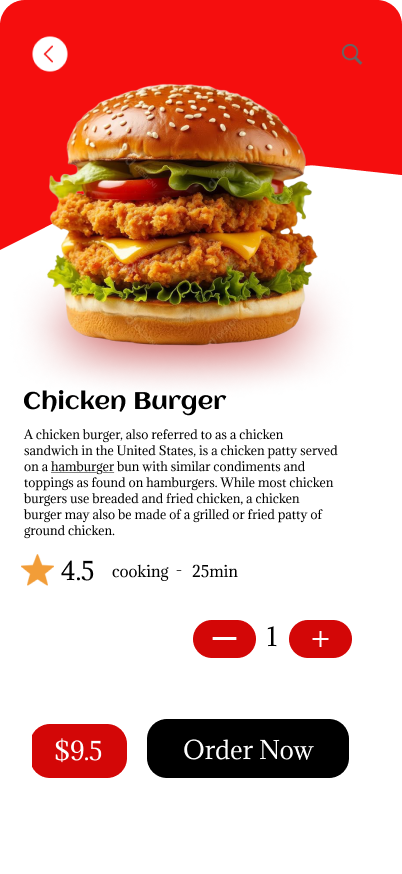 Chicken Burger
A chicken burger, also referred to as a chicken
sandwich in the United States, is a chicken patty served
on a hamburger bun with similar condiments and
toppings as found on hamburgers. While most chicken
burgers use breaded and fried chicken, a chicken
burger may also be made of a grilled or fried patty of
ground chicken.
4.5 cooking - 25min
1 +
$9.5 Order Now